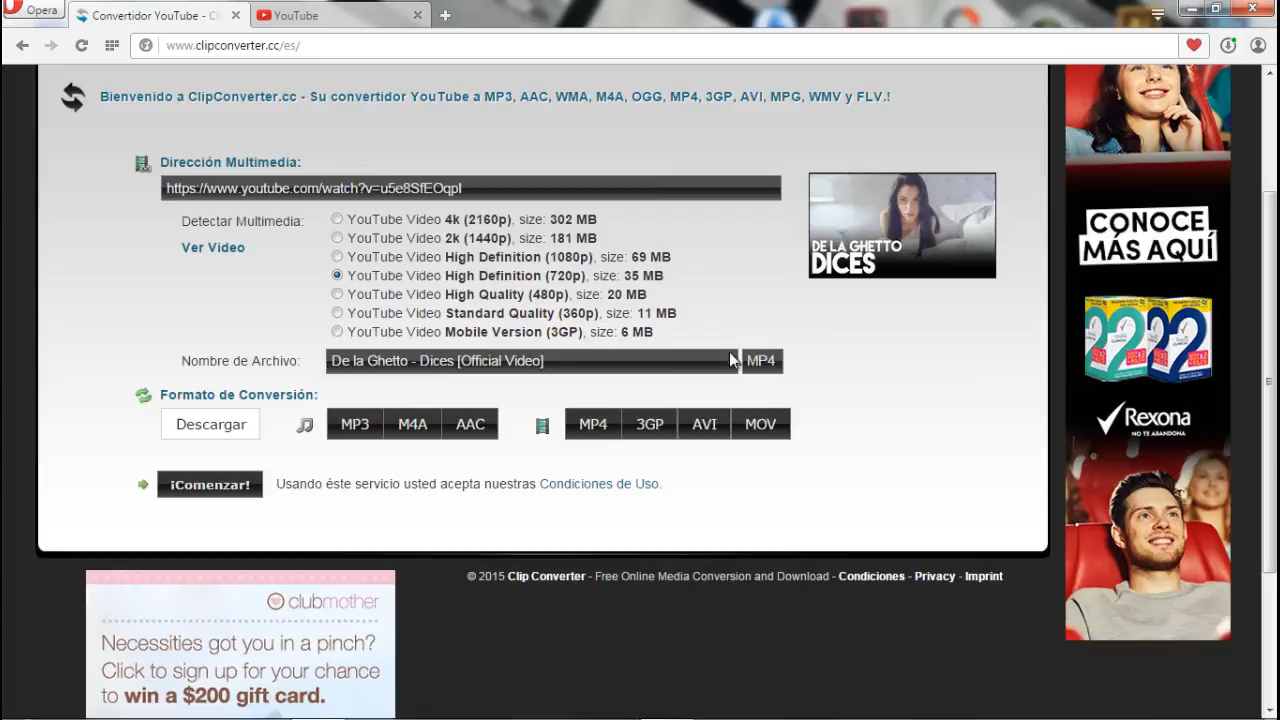 Opera
Convertidor YouTube - Cli
YouTube
www.clipconverter.cc/es/
Bienvenido a ClipConverter.cc - Su convertidor YouTube a MP3, AAC, WMA, M4A, OGG, MP4, 3GP, AVI, MPG, WMV y FLV.!
Dirección Multimedia:
https://www.youtube.com/watch?v=u5e8SfEOqpI
Detectar Multimedia:
Ver Video
YouTube Video 4k (2160p), size: 302 MB
YouTube Video 2k (1440p), size: 181 MB
YouTube Video High Definition (1080p), size: 69 MB
YouTube Video High Definition (720p), size: 35 MB
YouTube Video High Quality (480p), size: 20 MB
YouTube Video Standard Quality (360p), size: 11 MB
YouTube Video Mobile Version (3GP), size: 6 MB
DE LA GHETTO
DICES
Nombre de Archivo:
De la Ghetto - Dices [Official Video]
MP4
Formato de Conversión:
Descargar
MP3 M4A AAC
MP4 3GP AVI MOV
¡Comenzar!
Usando éste servicio usted acepta nuestras Condiciones de Uso.
© 2015 Clip Converter - Free Online Media Conversion and Download - Condiciones - Privacy - Imprint
clubmother
Necessities got you in a pinch?
Click to sign up for your chance
to win a $200 gift card.
CONOCE
MÁS AQUÍ
Rexona
NO TE ABANDONA